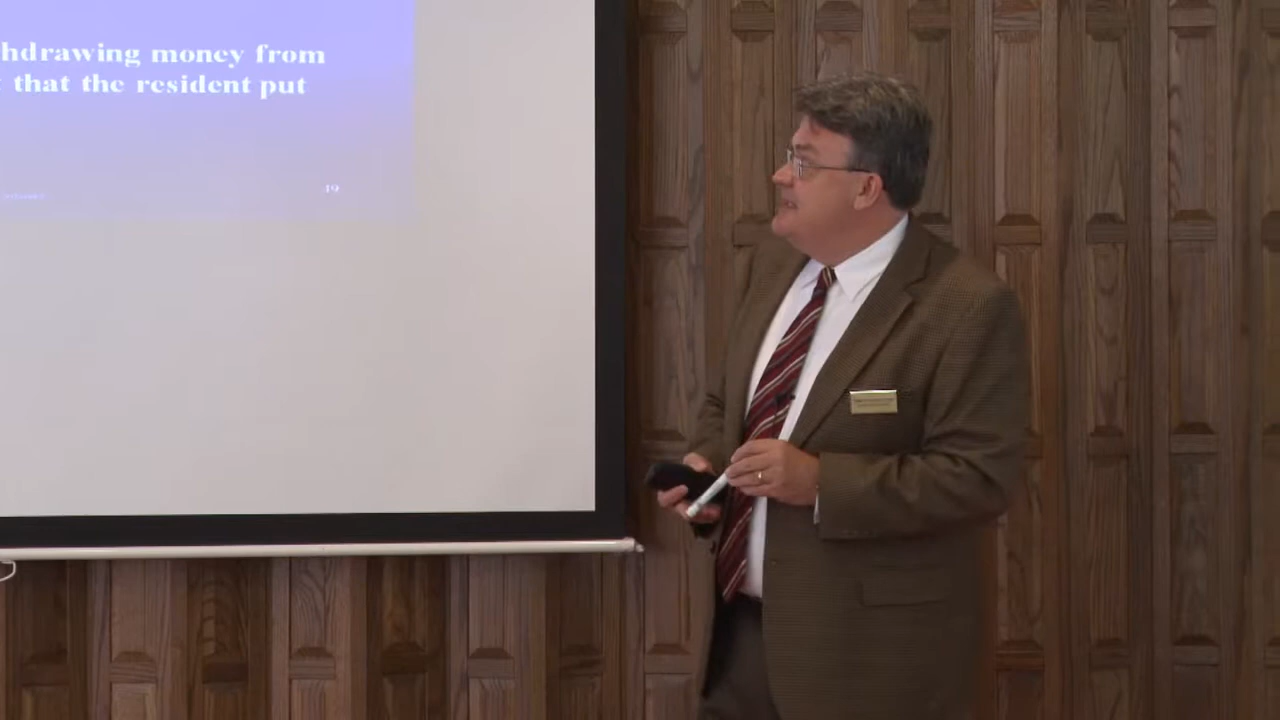 hdrawing money from
t that the resident put
19